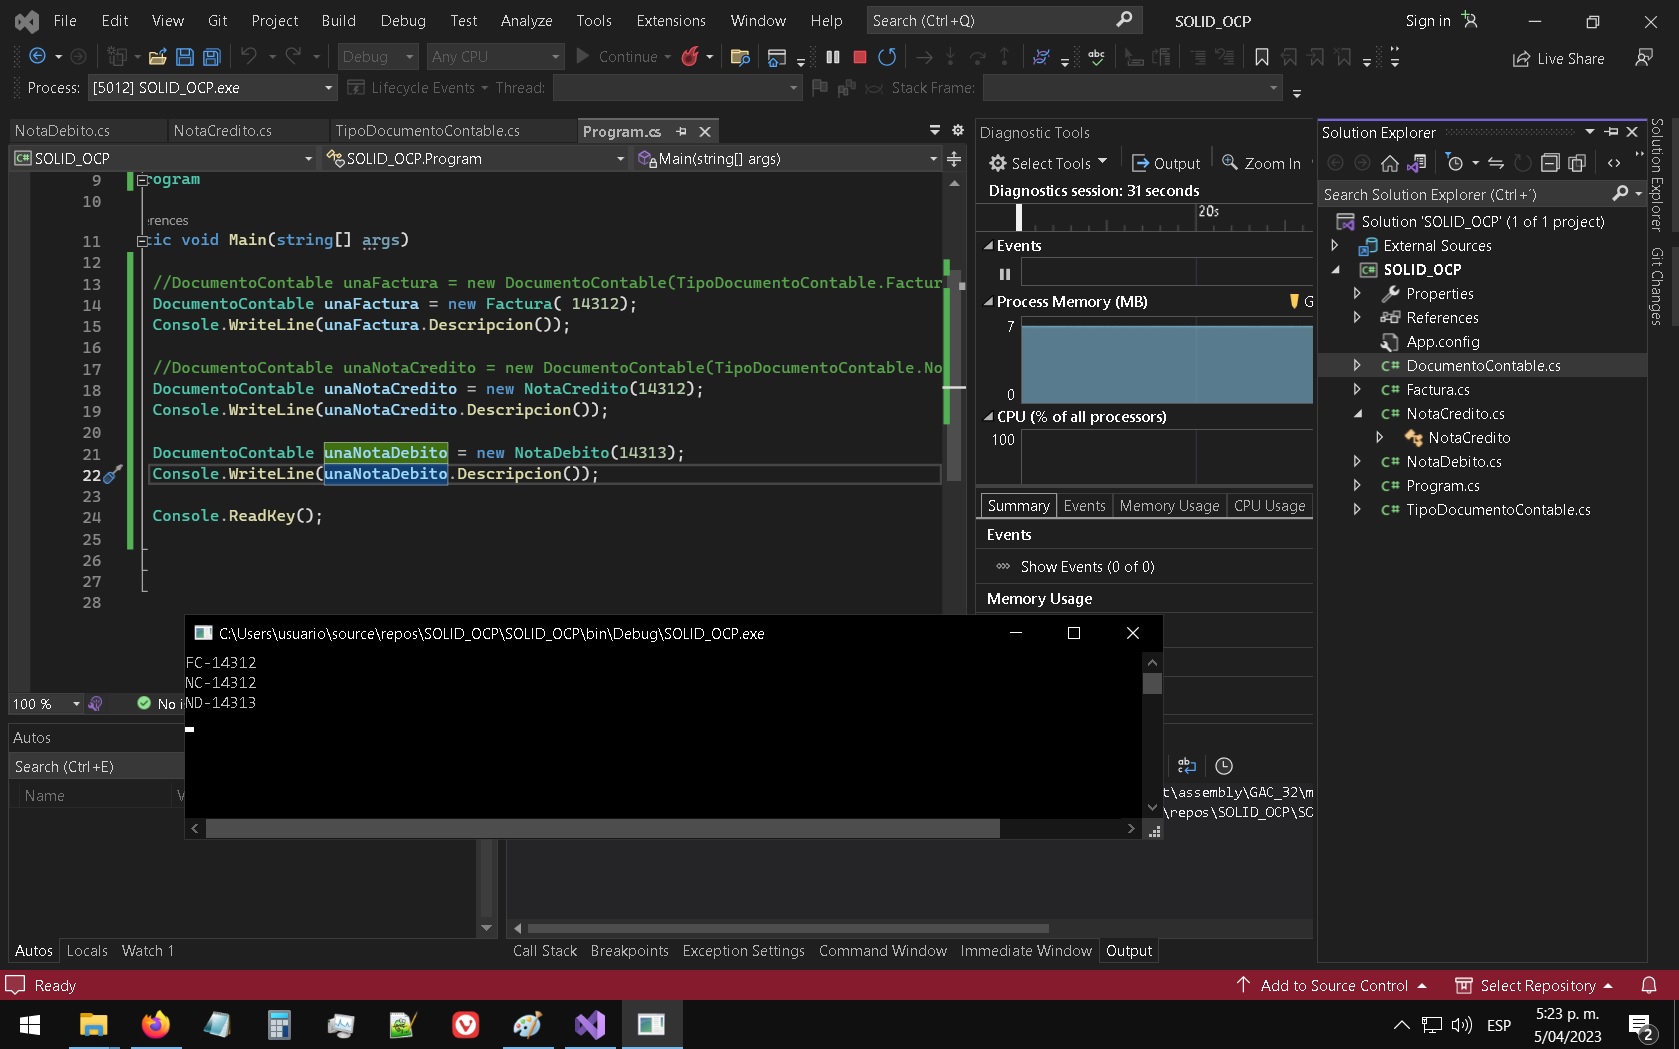 File Edit View Git Project Build Debug Test Analyze Tools Extensions Window Help Search (Ctrl+Q) SOLID_OCP Sign in
Debug Any CPU Continue Live Share
Process: [5012] SOLID_OCP.exe Lifecycle Events Thread: Stack Frame:
NotaDebito.cs NotaCredito.cs TipoDocumentoContable.cs Program.cs
SOLID_OCP SOLID_OCP.Program Main(string[] args)
9 rogram
10
erences
11 tic void Main(string[] args)
12
13 //DocumentoContable unaFactura = new DocumentoContable(TipoDocumentoContable.Factur
14 DocumentoContable unaFactura = new Factura( 14312);
15 Console.WriteLine(unaFactura.Descripcion());
16
17 //DocumentoContable unaNotaCredito = new DocumentoContable(TipoDocumentoContable.No
18 DocumentoContable unaNotaCredito = new NotaCredito(14312);
19 Console.WriteLine(unaNotaCredito.Descripcion());
20
21 DocumentoContable unaNotaDebito = new NotaDebito(14313);
22 Console.WriteLine(unaNotaDebito.Descripcion());
23
24 Console.ReadKey();
25
26
27
28
100 % No i
C:\Users\usuario\source\repos\SOLID_OCP\SOLID_OCP\bin\Debug\SOLID_OCP.exe
FC-14312
NC-14312
ND-14313
Autos
Search (Ctrl+E)
Name V
Autos Locals Watch 1
Diagnostic Tools
Select Tools Output Zoom In
Diagnostics session: 31 seconds
20s
Events
Process Memory (MB) G
7
0
CPU (% of all processors)
100
Summary Events Memory Usage CPU Usage
Events
Show Events (0 of 0)
Memory Usage
t\assembly\GAC_32\m
\repos\SOLID_OCP\SO
Call Stack Breakpoints Exception Settings Command Window Immediate Window Output
Solution Explorer
Search Solution Explorer (Ctrl+´)
Solution 'SOLID_OCP' (1 of 1 project)
External Sources
SOLID_OCP
Properties
References
App.config
DocumentoContable.cs
Factura.cs
NotaCredito.cs
NotaCredito
NotaDebito.cs
Program.cs
TipoDocumentoContable.cs
Solution Explorer
Git Changes
Ready Add to Source Control Select Repository
ESP
5:23 p. m.
5/04/2023
2